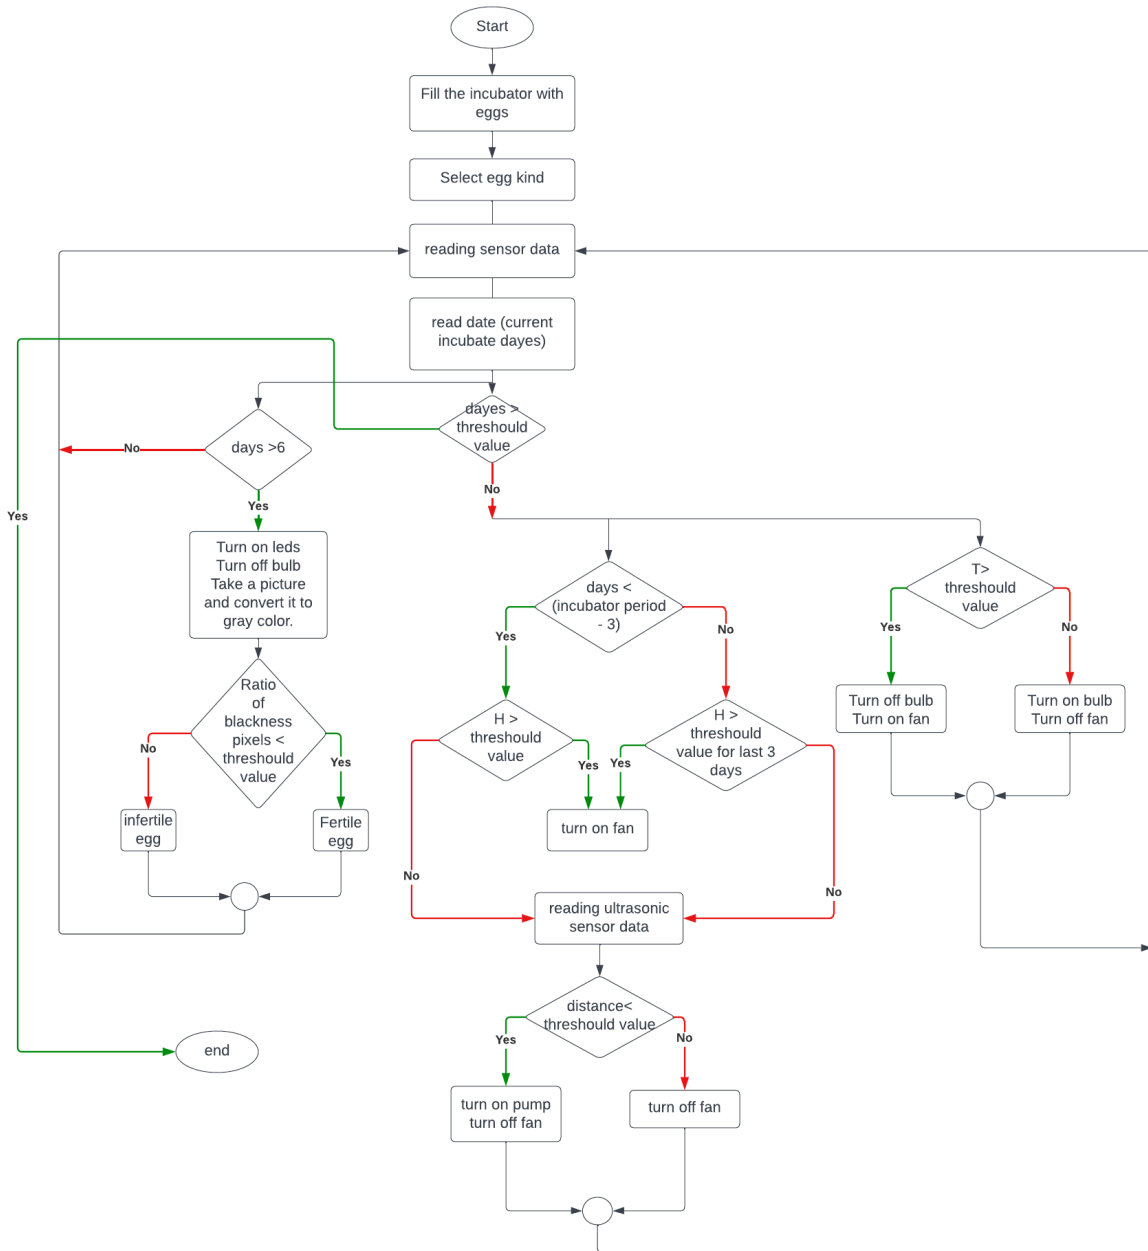 Start
Fill the incubator with
eggs
Select egg kind
reading sensor data
read date (current
incubate dayes)
dayes >
threshould
value
days >6
No
Yes
No
Yes
Turn on leds
Turn off bulb
Take a picture
and convert it to
gray color.
days <
(incubator period
- 3)
T>
threshould
value
Yes
No
Yes
No
Ratio
of
blackness
pixels <
threshould
value
H >
threshould
value
H >
threshould
value for last 3
days
Turn off bulb
Turn on fan
Turn on bulb
Turn off fan
No
Yes
Yes
Yes
infertile
egg
Fertile
egg
turn on fan
No
No
reading ultrasonic
sensor data
distance<
threshould value
Yes
No
end
turn on pump
turn off fan
turn off fan